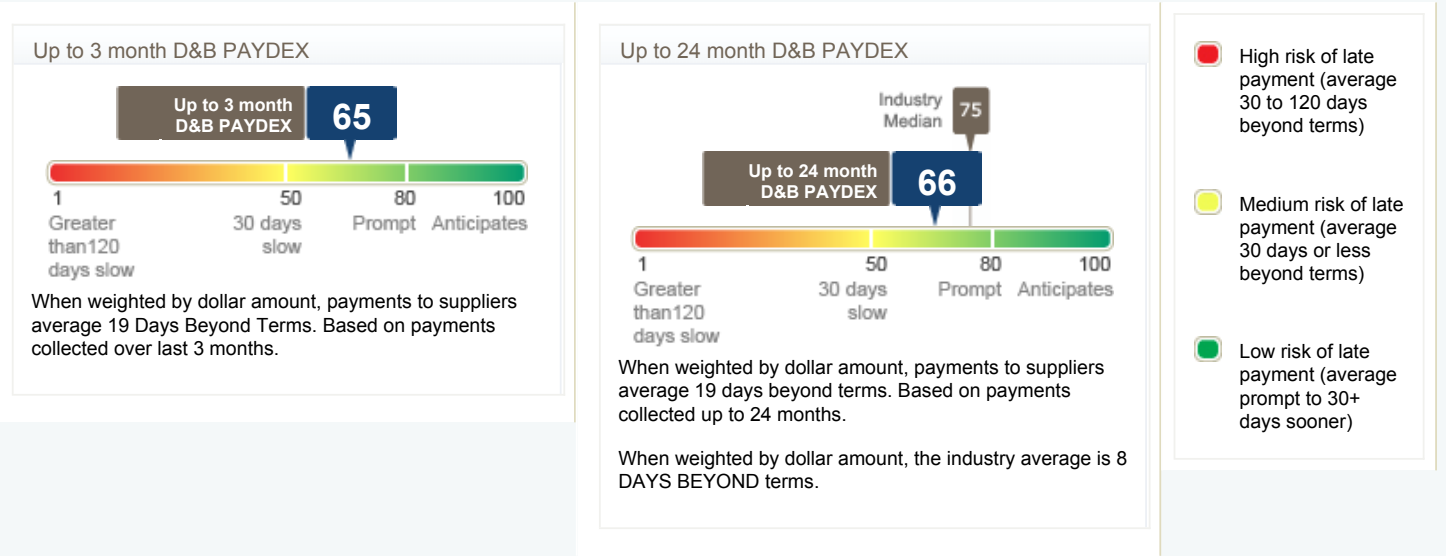 Up to 3 month D&B PAYDEX
Up to 3 month
D&B PAYDEX
65
1
50
80
100
Greater
than120
days slow
30 days
slow
Prompt
Anticipates
When weighted by dollar amount, payments to suppliers
average 19 Days Beyond Terms. Based on payments
collected over last 3 months.
Up to 24 month D&B PAYDEX
Industry
Median
75
Up to 24 month
D&B PAYDEX
66
1
50
80
100
Greater
than120
days slow
30 days
slow
Prompt
Anticipates
When weighted by dollar amount, payments to suppliers
average 19 days beyond terms. Based on payments
collected up to 24 months.
When weighted by dollar amount, the industry average is 8
DAYS BEYOND terms.
High risk of late
payment (average
30 to 120 days
beyond terms)
Medium risk of late
payment (average
30 days or less
beyond terms)
Low risk of late
payment (average
prompt to 30+
days sooner)